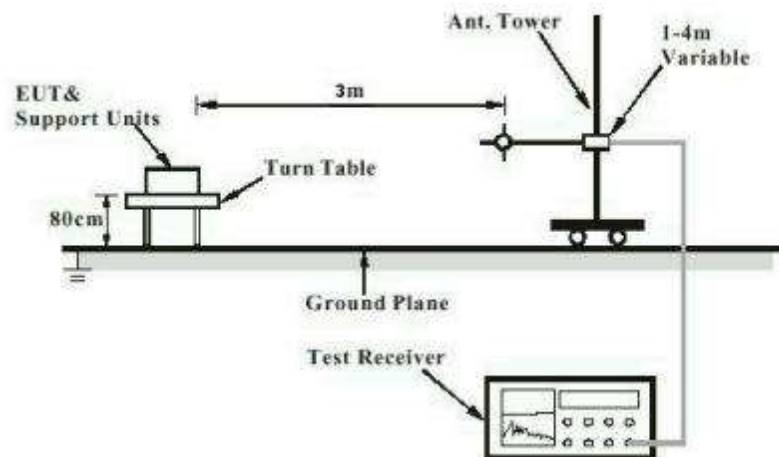 Ant. Tower
1-4m
Variable
3m
EUT&
Support Units
Turn Table
80cm
Ground Plane
Test Receiver